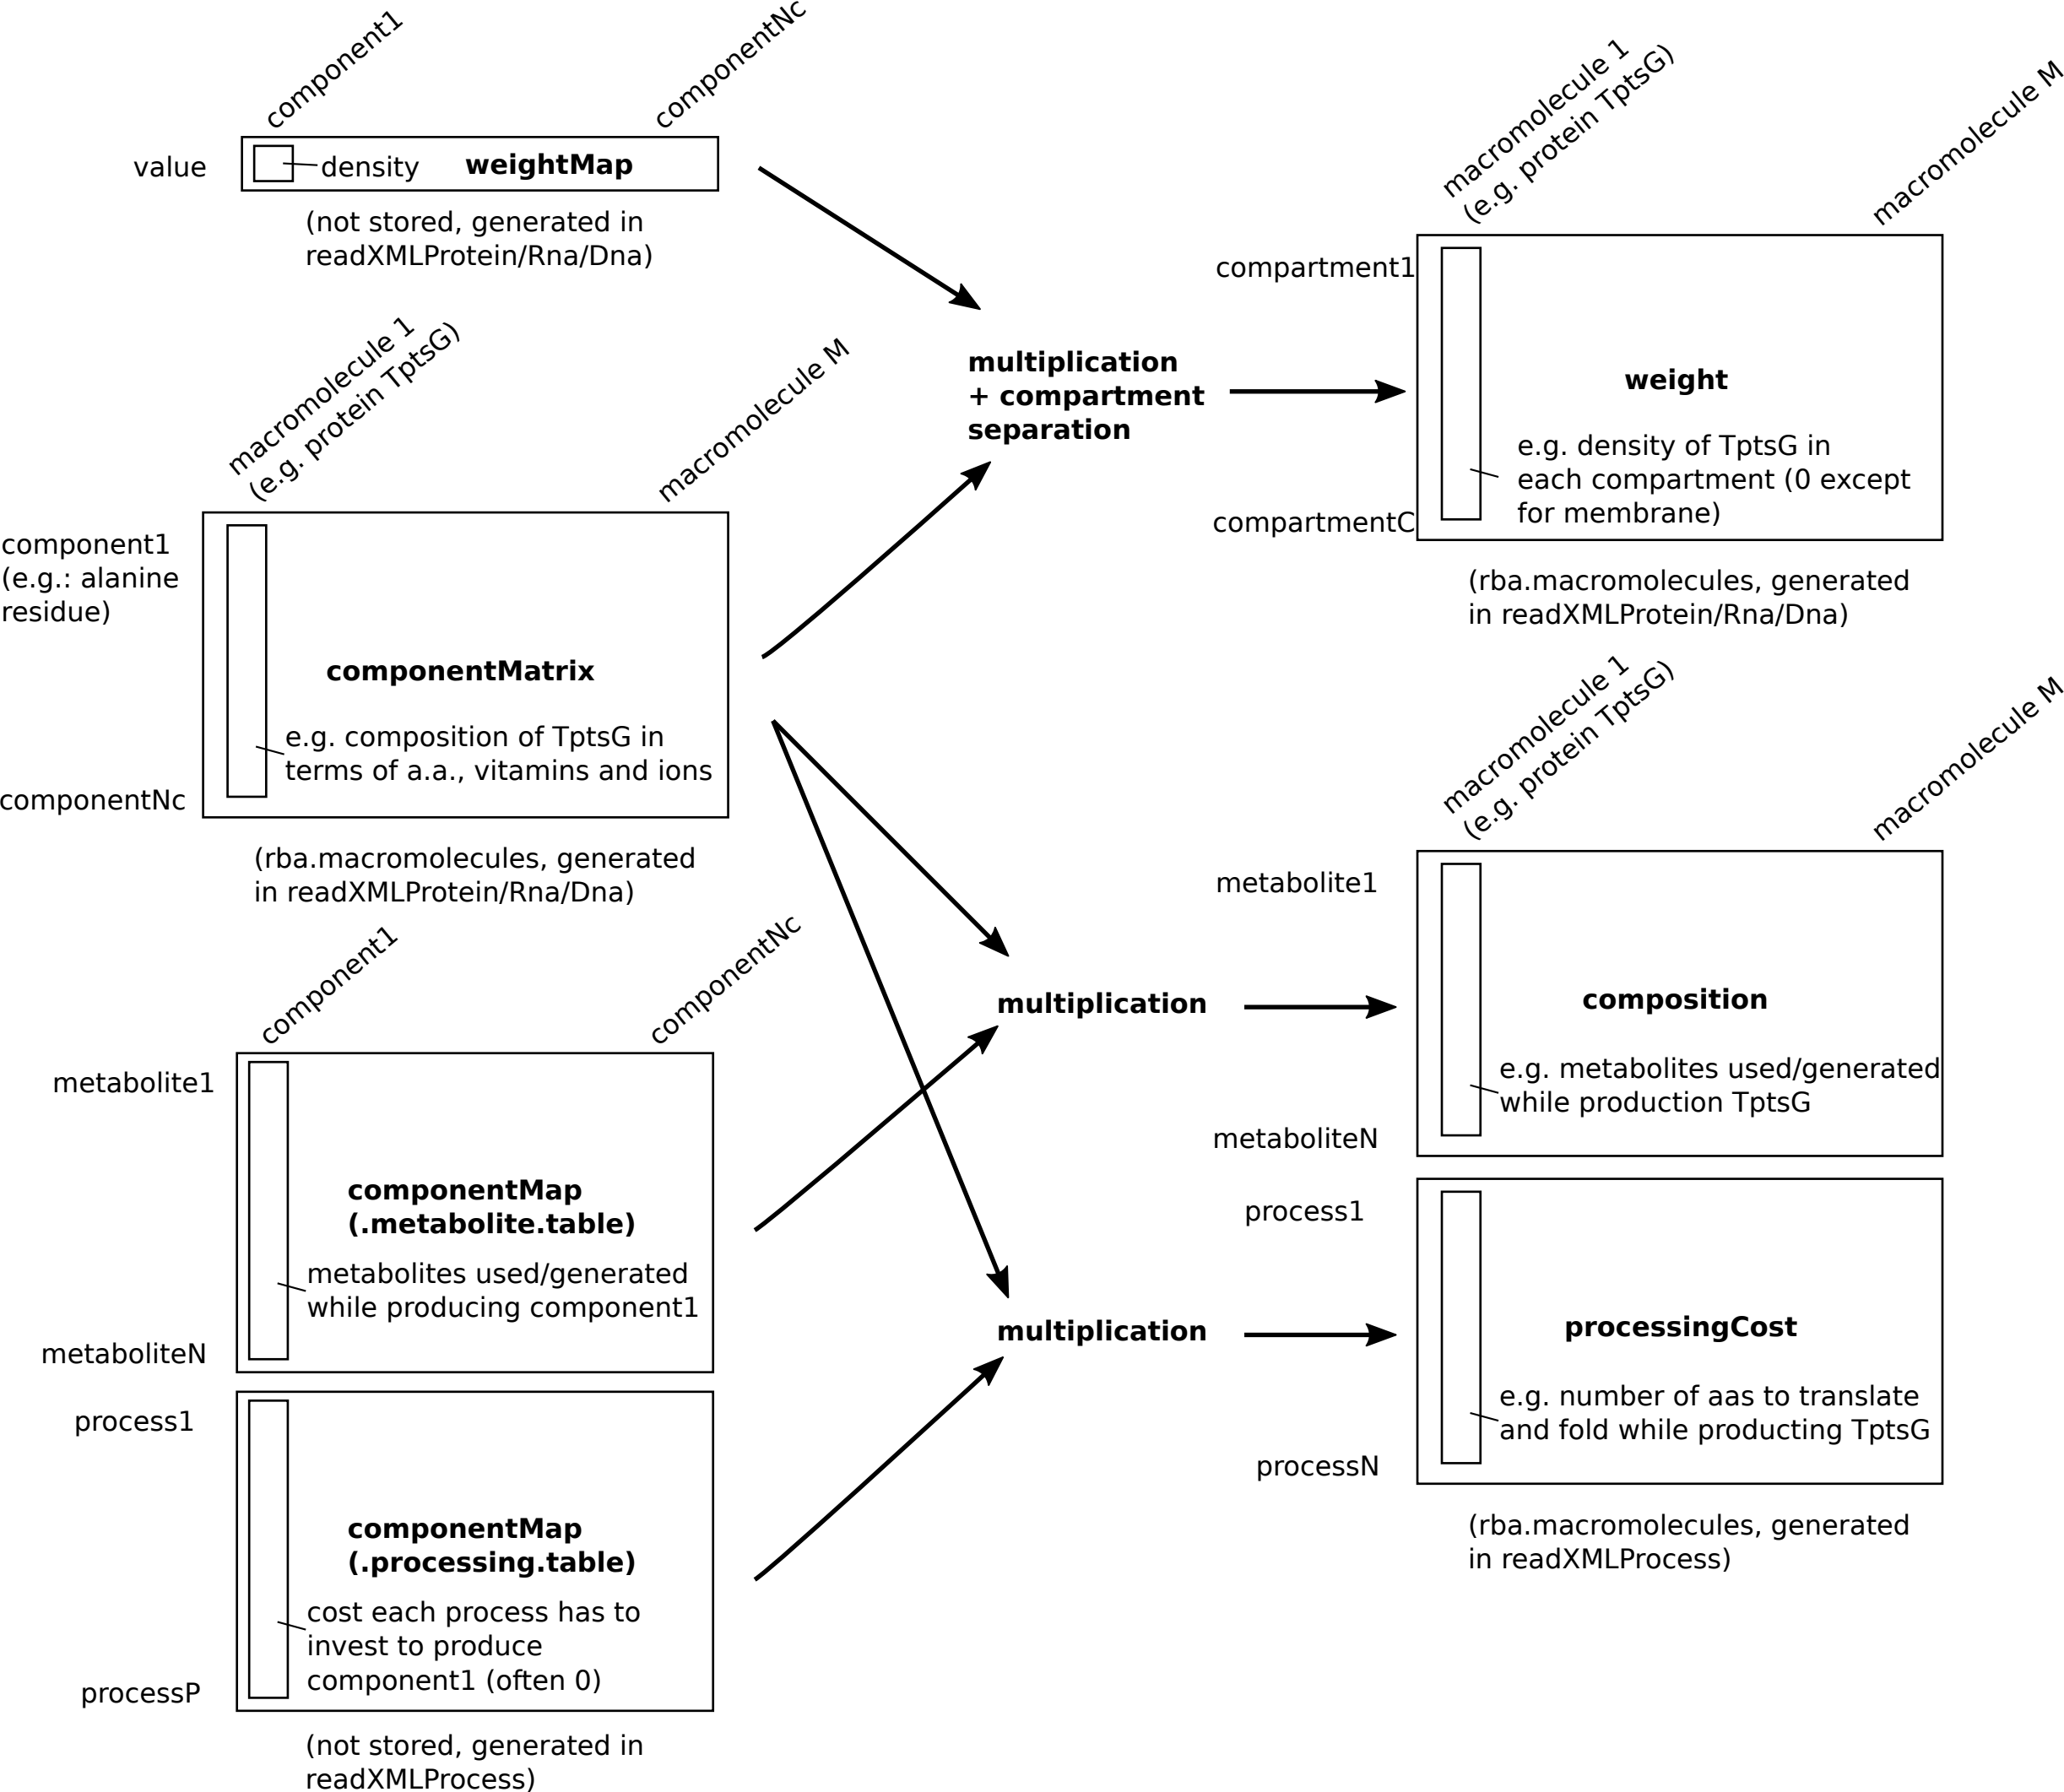 component1
componentNc
value
density
weightMap
(not stored, generated in
readXMLProtein/Rna/Dna)
macromolecule 1
(e.g. protein TptsG)
macromolecule M
component1
(e.g.: alanine
residue)
componentNc
componentMatrix
e.g. composition of TptsG in
terms of a.a., vitamins and ions
(rba.macromolecules, generated
in readXMLProtein/Rna/Dna)
component1
componentNc
metabolite1
metaboliteN
componentMap
(.metabolite.table)
metabolites used/generated
while producing component1
process1
processP
componentMap
(.processing.table)
cost each process has to
invest to produce
component1 (often 0)
(not stored, generated in
readXMLProcess)
multiplication
+ compartment
separation
multiplication
multiplication
macromolecule 1
(e.g. protein TptsG)
macromolecule M
compartment1
compartmentC
weight
e.g. density of TptsG in
each compartment (0 except
for membrane)
(rba.macromolecules, generated
in readXMLProtein/Rna/Dna)
macromolecule 1
(e.g. protein TptsG)
macromolecule M
metabolite1
metaboliteN
composition
e.g. metabolites used/generated
while production TptsG
process1
processN
processingCost
e.g. number of aas to translate
and fold while producting TptsG
(rba.macromolecules, generated
in readXMLProcess)